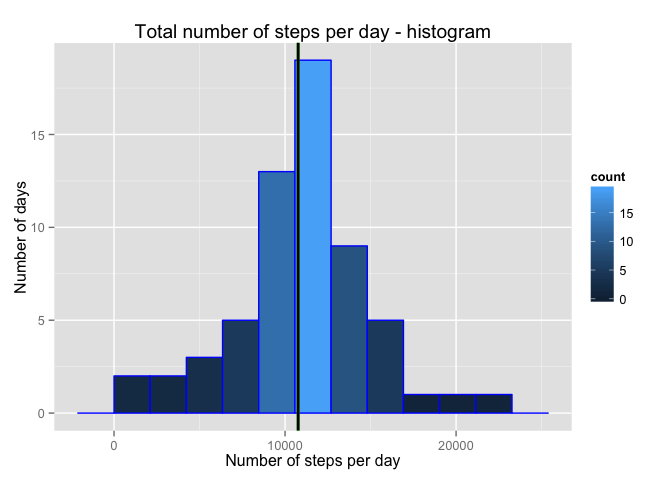 Total number of steps per day - histogram
Number of days
15
10
5
0
0
10000
20000
Number of steps per day
count
15
10
5
0